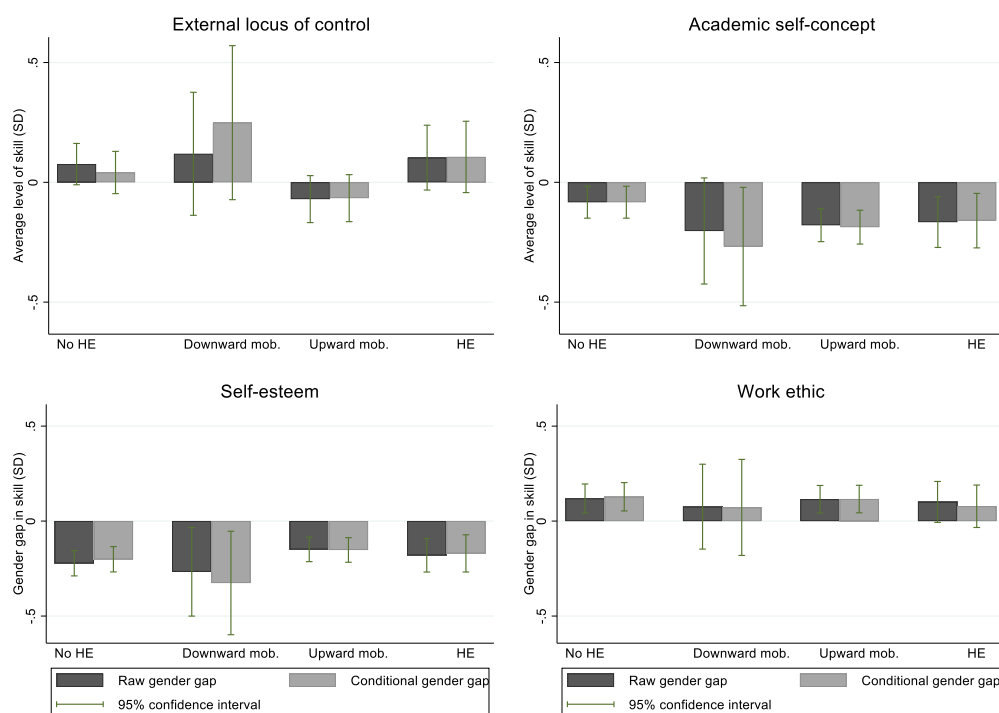 External locus of control
Average level of skill (SD)
.5
0
-.5
No HE Downward mob. Upward mob. HE
Academic self-concept
Average level of skill (SD)
.5
0
-.5
No HE Downward mob. Upward mob. HE
Self-esteem
Gender gap in skill (SD)
.5
0
-.5
No HE Downward mob. Upward mob. HE
Raw gender gap Conditional gender gap
95% confidence interval
Work ethic
Gender gap in skill (SD)
.5
0
-.5
No HE Downward mob. Upward mob. HE
Raw gender gap Conditional gender gap
95% confidence interval